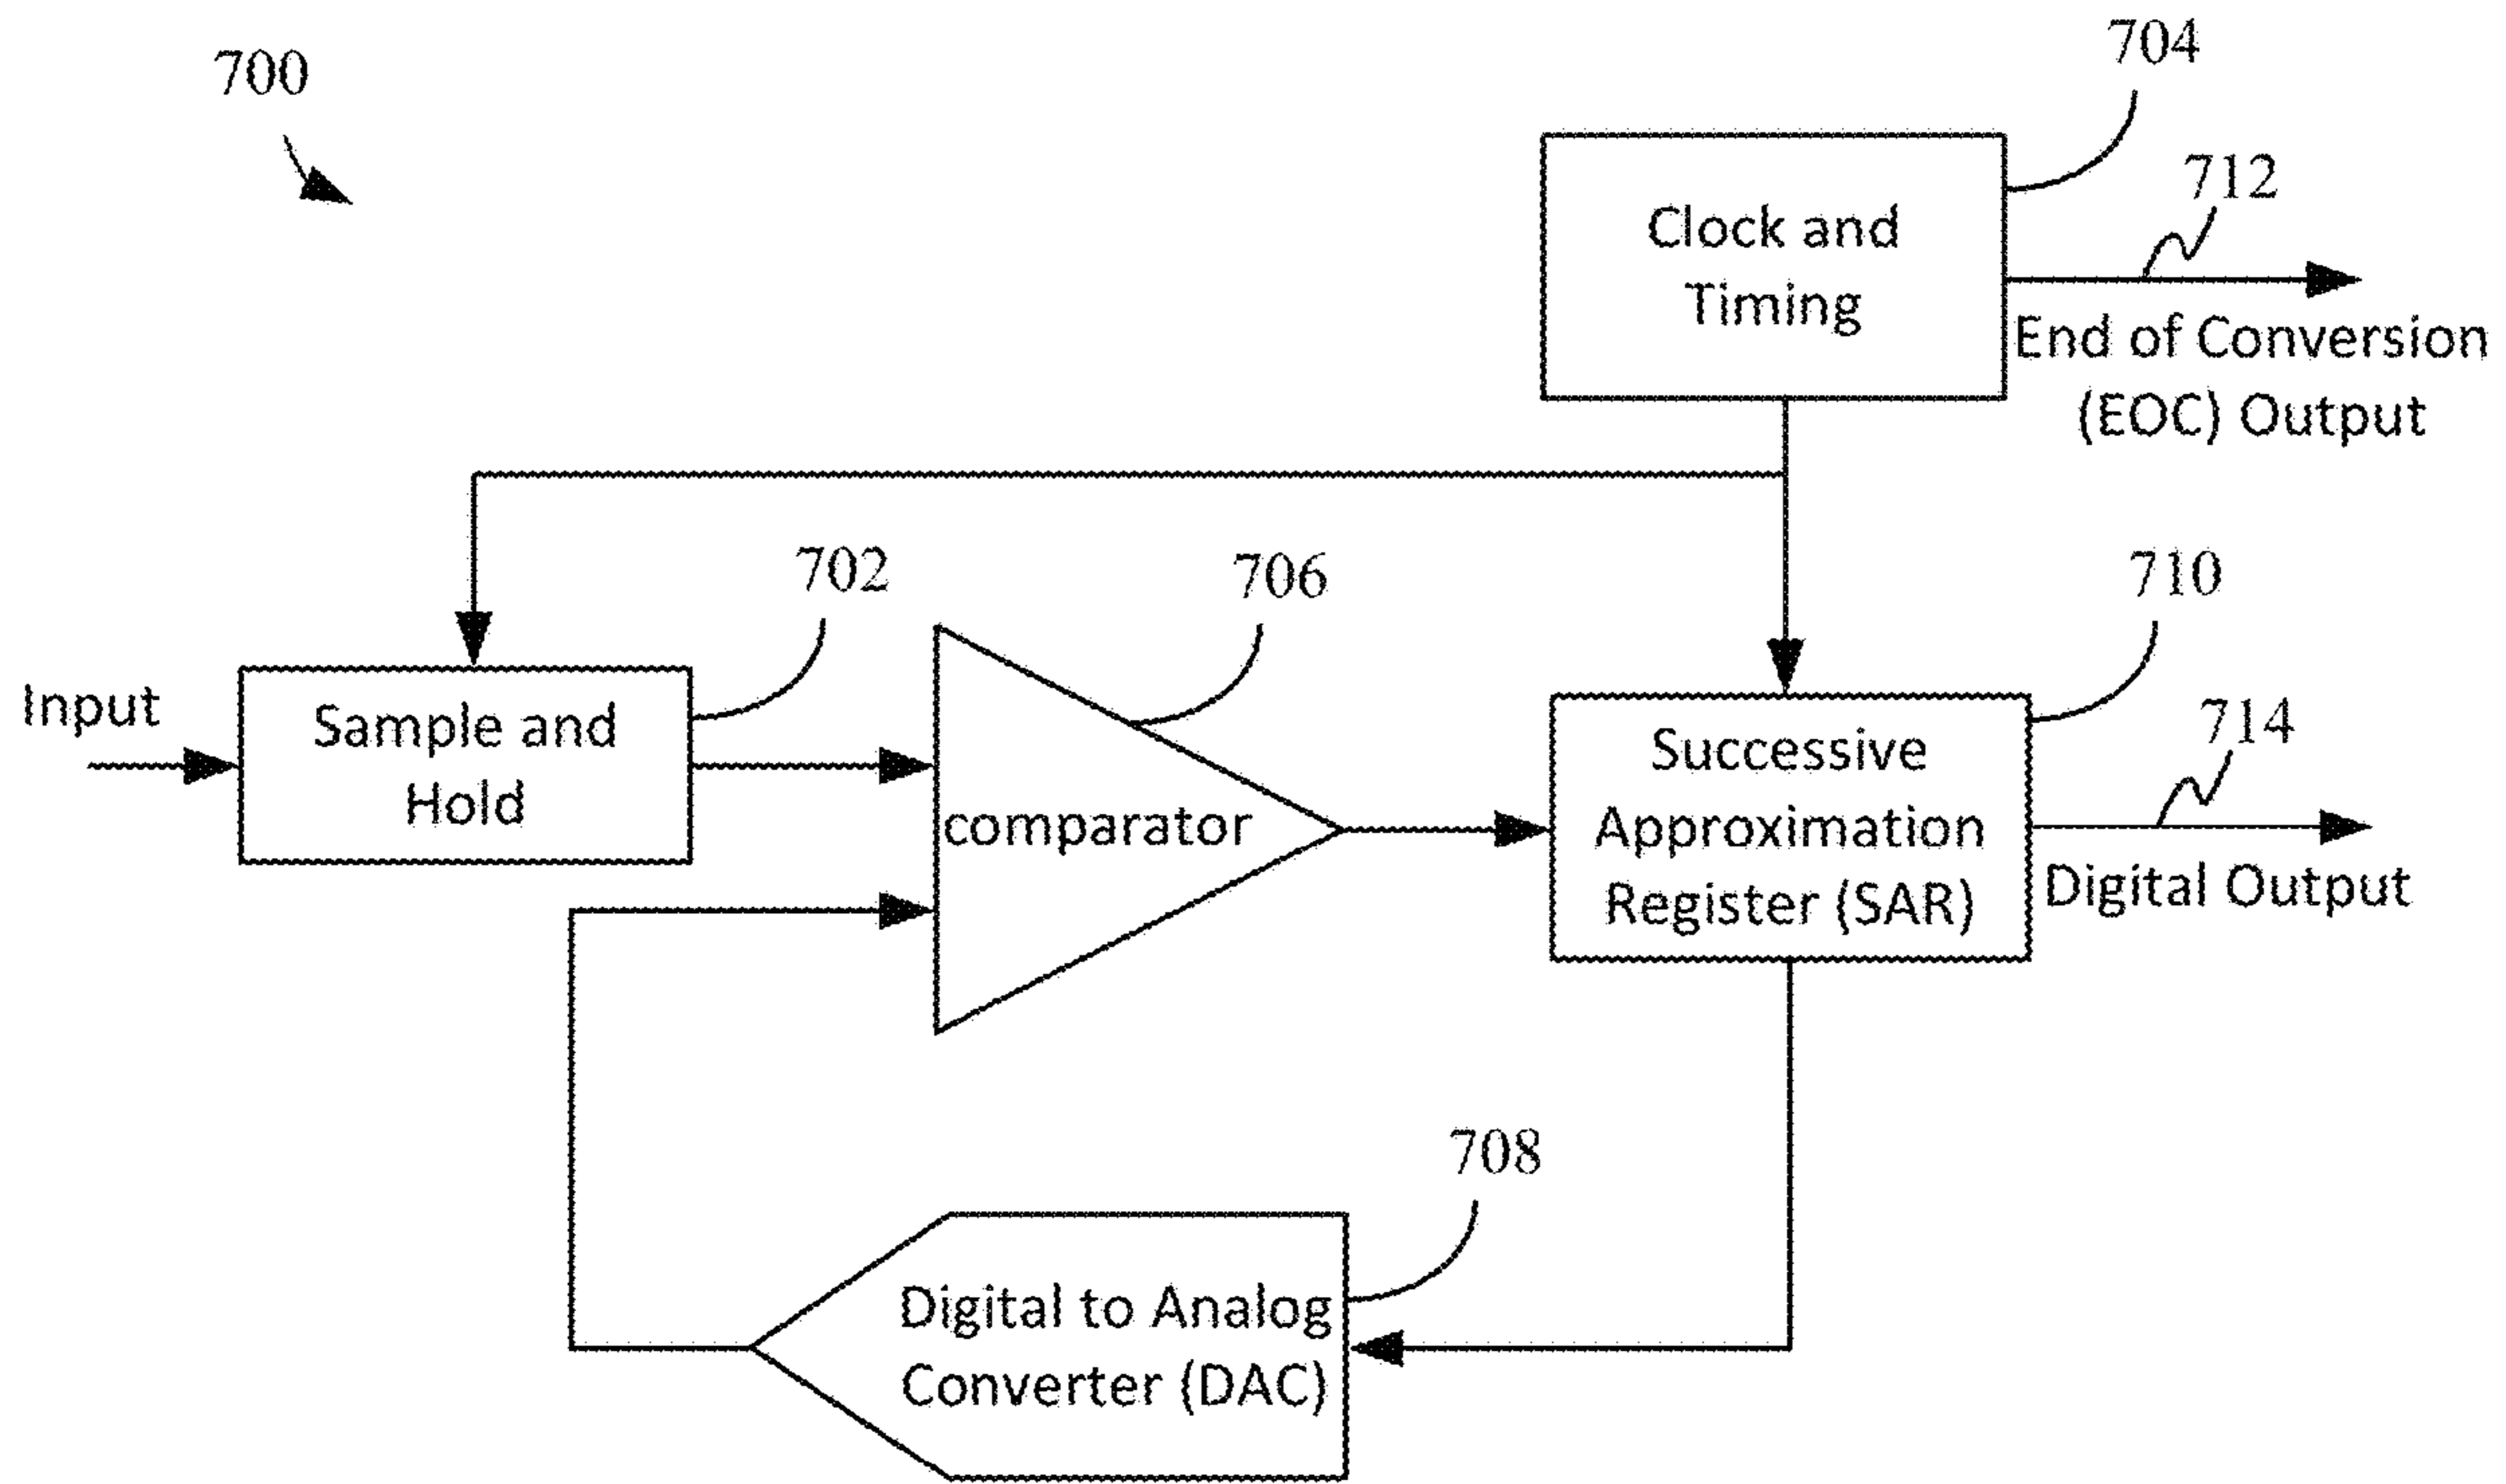 700
704
Clock and
Timing
712
End of Conversion
(EOC) Output
702
706
710
Input
Sample and
Hold
comparator
Successive
Approximation
Register (SAR)
714
Digital Output
708
Digital to Analog
Converter (DAC)